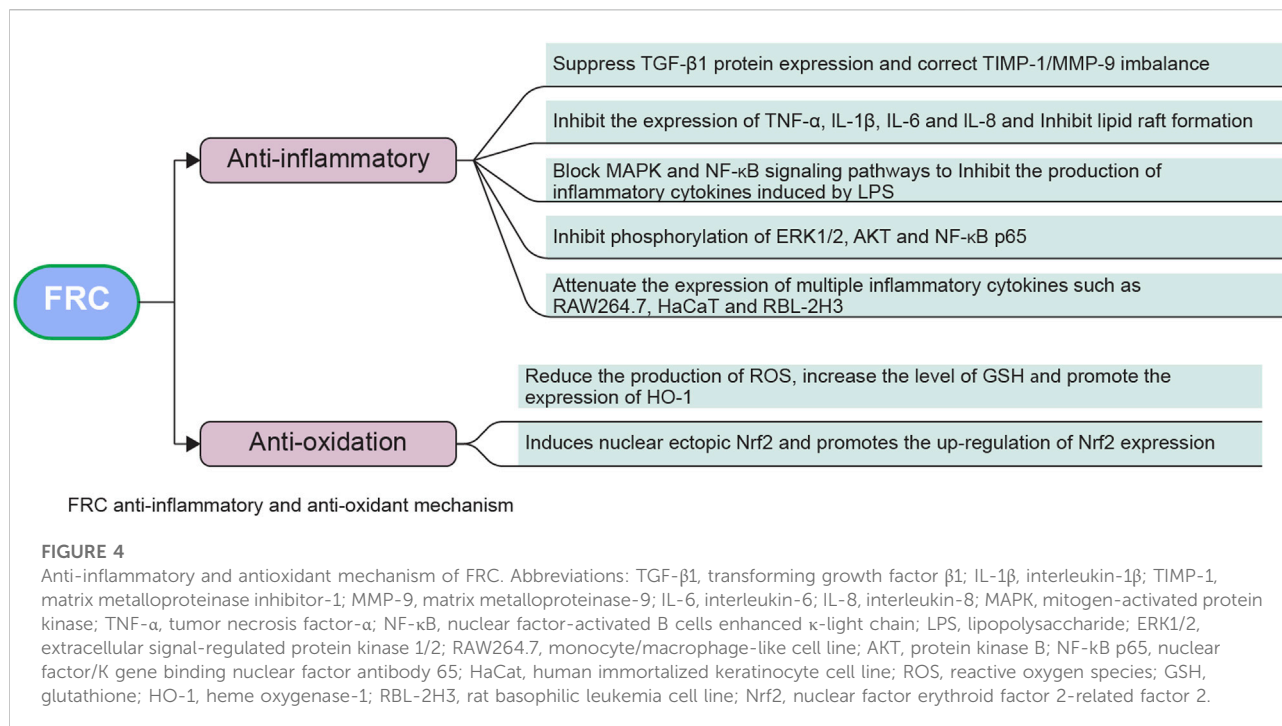 Suppress TGF-β1 protein expression and correct TIMP-1/MMP-9 imbalance
Inhibit the expression of TNF-α, IL-1β, IL-6 and IL-8 and Inhibit lipid raft formation
Anti-inflammatory
Block MAPK and NF-κB signaling pathways to Inhibit the production of
inflammatory cytokines induced by LPS
Inhibit phosphorylation of ERK1/2, AKT and NF-κB p65
FRC
Attenuate the expression of multiple inflammatory cytokines such as
RAW264.7, HaCaT and RBL-2H3
Reduce the production of ROS, increase the level of GSH and promote the
expression of HO-1
Anti-oxidation
Induces nuclear ectopic Nrf2 and promotes the up-regulation of Nrf2 expression
FRC anti-inflammatory and anti-oxidant mechanism
FIGURE 4
Anti-inflammatory and antioxidant mechanism of FRC. Abbreviations: TGF-β1, transforming growth factor β1; IL-1β, interleukin-1β; TIMP-1,
matrix metalloproteinase inhibitor-1; MMP-9, matrix metalloproteinase-9; IL-6, interleukin-6; IL-8, interleukin-8; MAPK, mitogen-activated protein
kinase; TNF-α, tumor necrosis factor-α; NF-κB, nuclear factor-activated B cells enhanced κ-light chain; LPS, lipopolysaccharide; ERK1/2,
extracellular signal-regulated protein kinase 1/2; RAW264.7, monocyte/macrophage-like cell line; AKT, protein kinase B; NF-kB p65, nuclear
factor/K gene binding nuclear factor antibody 65; HaCat, human immortalized keratinocyte cell line; ROS, reactive oxygen species; GSH,
glutathione; HO-1, heme oxygenase-1; RBL-2H3, rat basophilic leukemia cell line; Nrf2, nuclear factor erythroid factor 2-related factor 2.